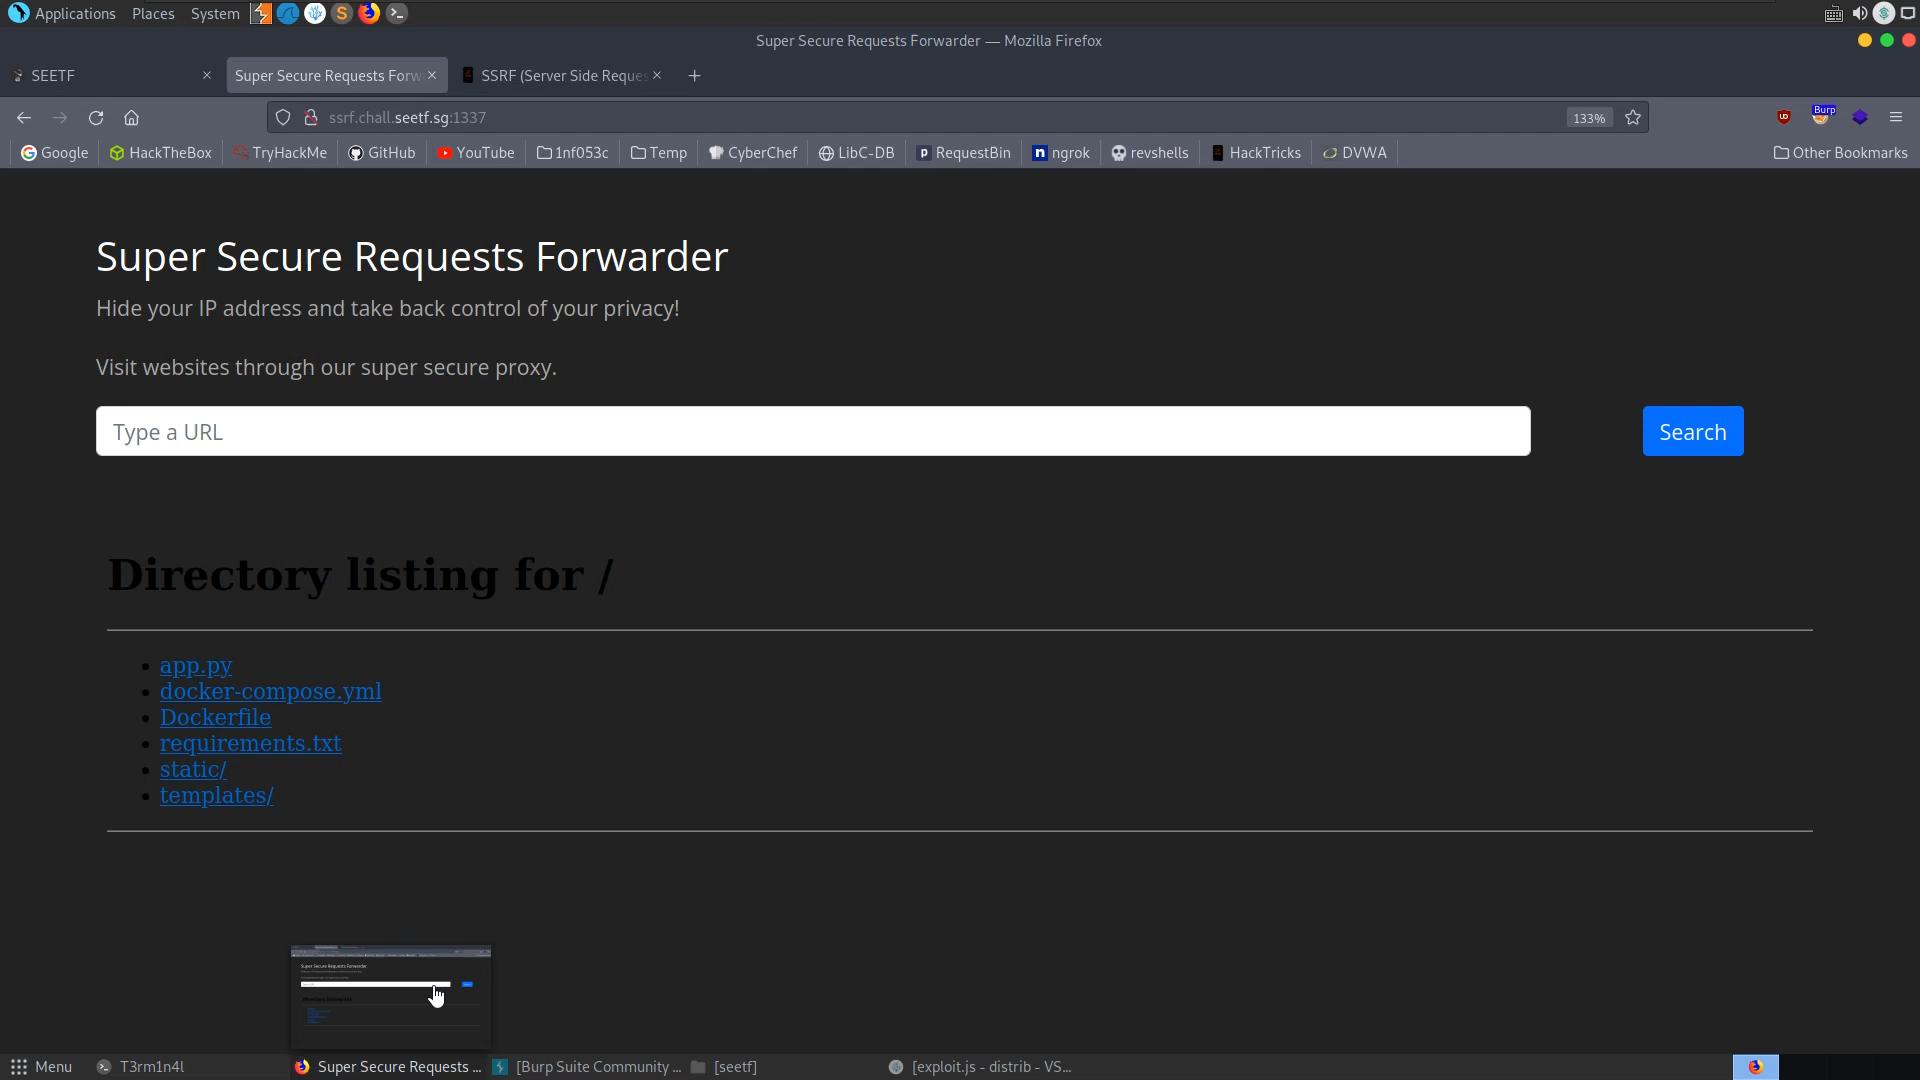 Applications Places System
Super Secure Requests Forwarder — Mozilla Firefox
SEETF
Super Secure Requests Forw
SSRF (Server Side Reques
ssrf.chall.seetf.sg:1337
133%
Burp
Google HackTheBox TryHackMe GitHub YouTube 1nf053c Temp CyberChef LibC-DB RequestBin ngrok revshells HackTricks DVWA Other Bookmarks
Super Secure Requests Forwarder
Hide your IP address and take back control of your privacy!
Visit websites through our super secure proxy.
Type a URL
Search
Directory listing for /
app.py
docker-compose.yml
Dockerfile
requirements.txt
static/
templates/
Menu T3rm1n4l Super Secure Requests ... [Burp Suite Community ... [seetf] [exploit.js - distrib - VS...